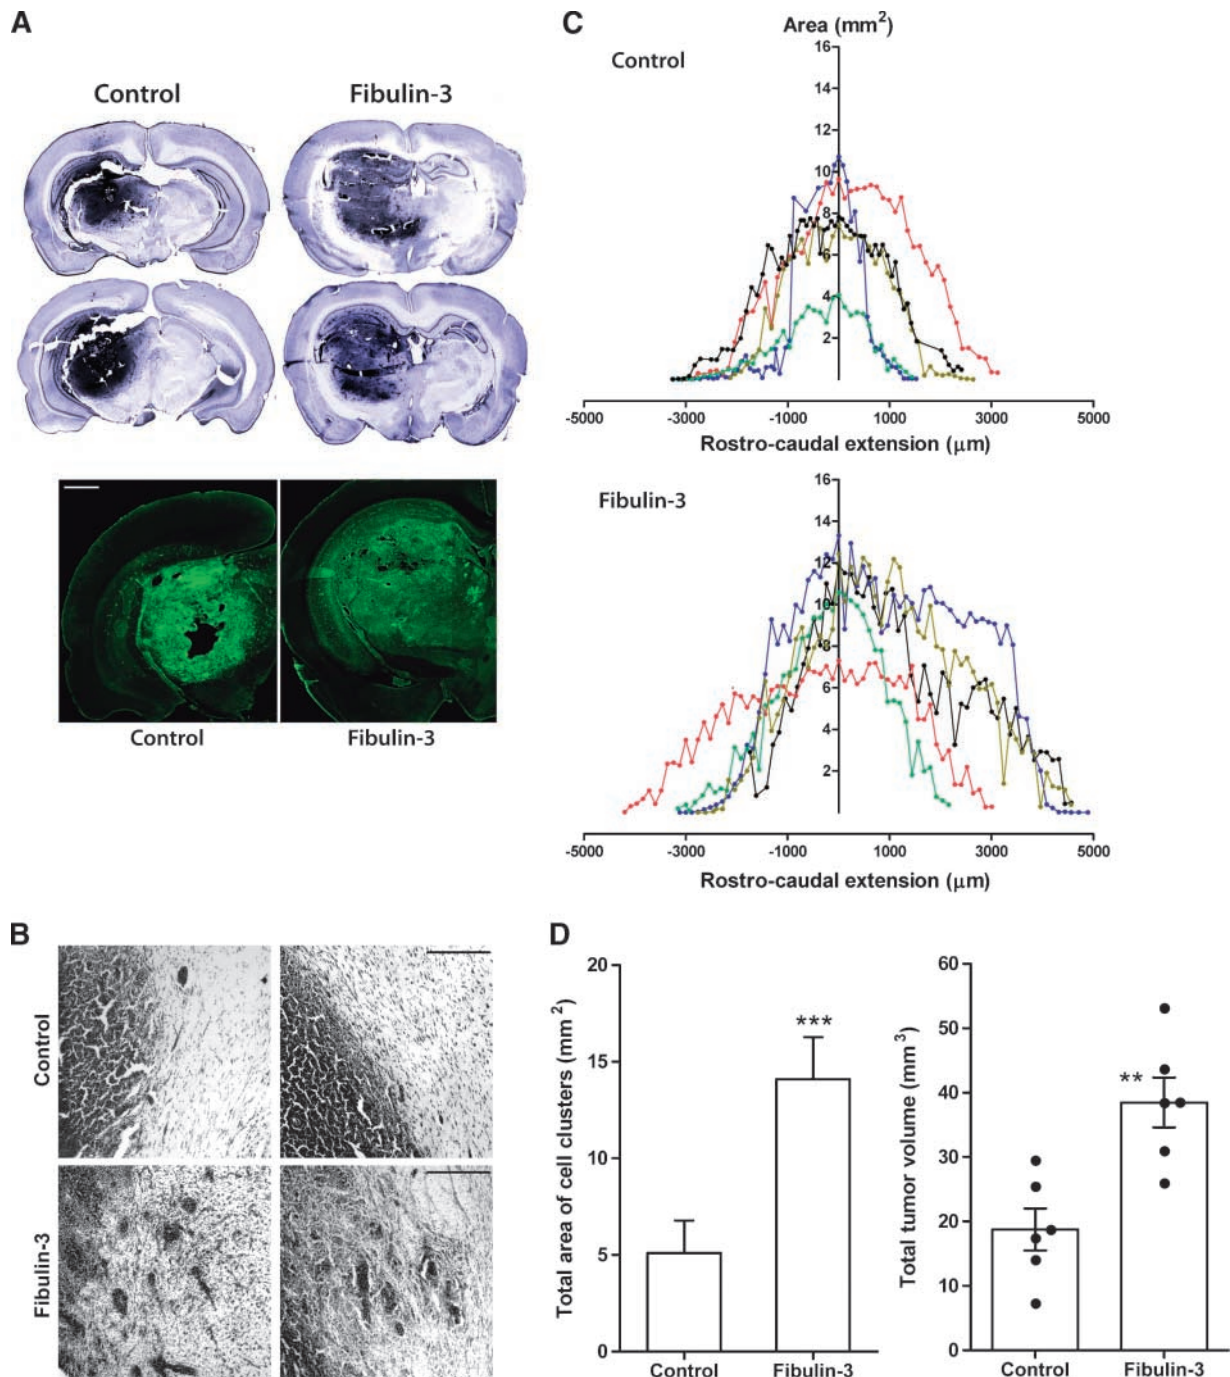 A
Control
Fibulin-3
Control
Fibulin-3
B
Control
Fibulin-3
C
Area (mm²)
Control
16
14
12
10
8
6
4
2
-5000
-3000
-1000
1000
3000
5000
Rostro-caudal extension (μm)
Fibulin-3
16
14
12
10
8
6
4
2
-5000
-3000
-1000
1000
3000
5000
Rostro-caudal extension (μm)
D
Total area of cell clusters (mm²)
20
15
10
5
0
***
Control
Fibulin-3
Total tumor volume (mm³)
60
50
40
30
20
10
0
**
Control
Fibulin-3